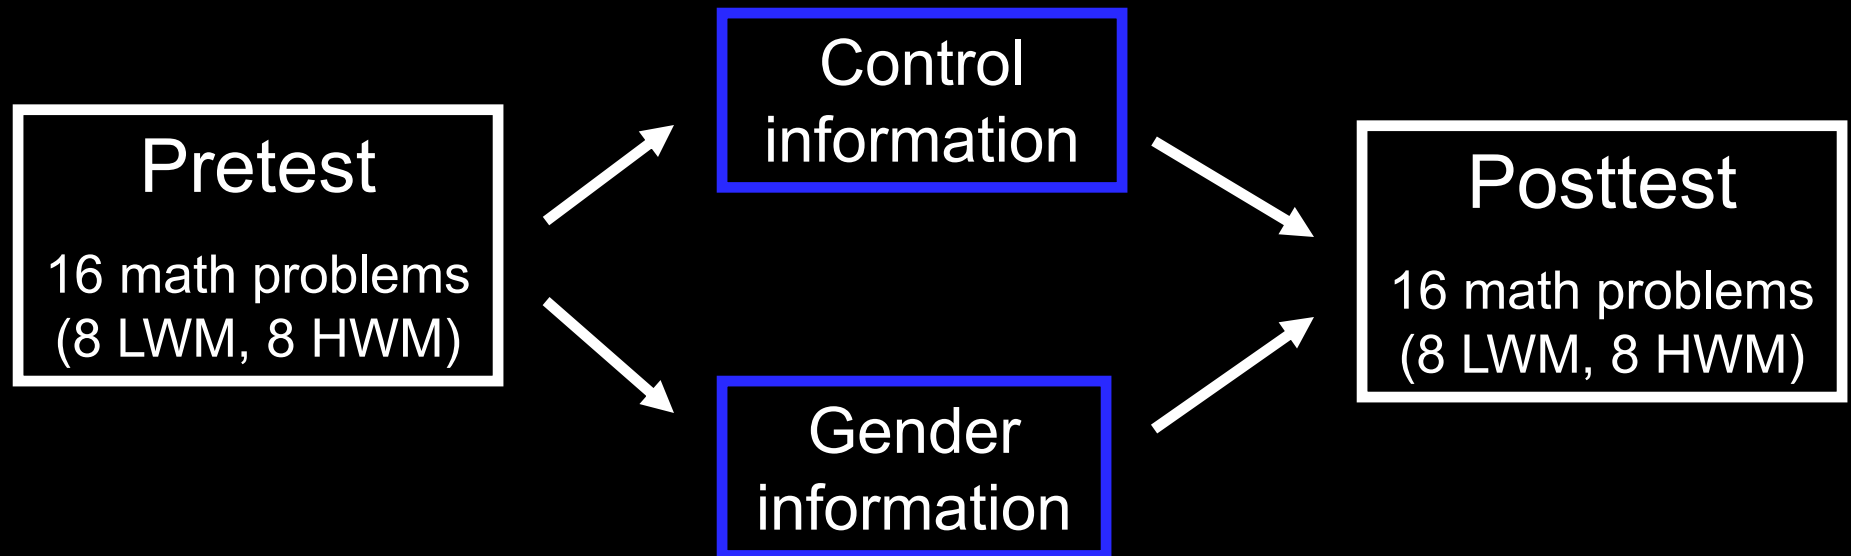 Pretest
16 math problems
(8 LWM, 8 HWM)
Control
information
Gender
information
Posttest
16 math problems
(8 LWM, 8 HWM)